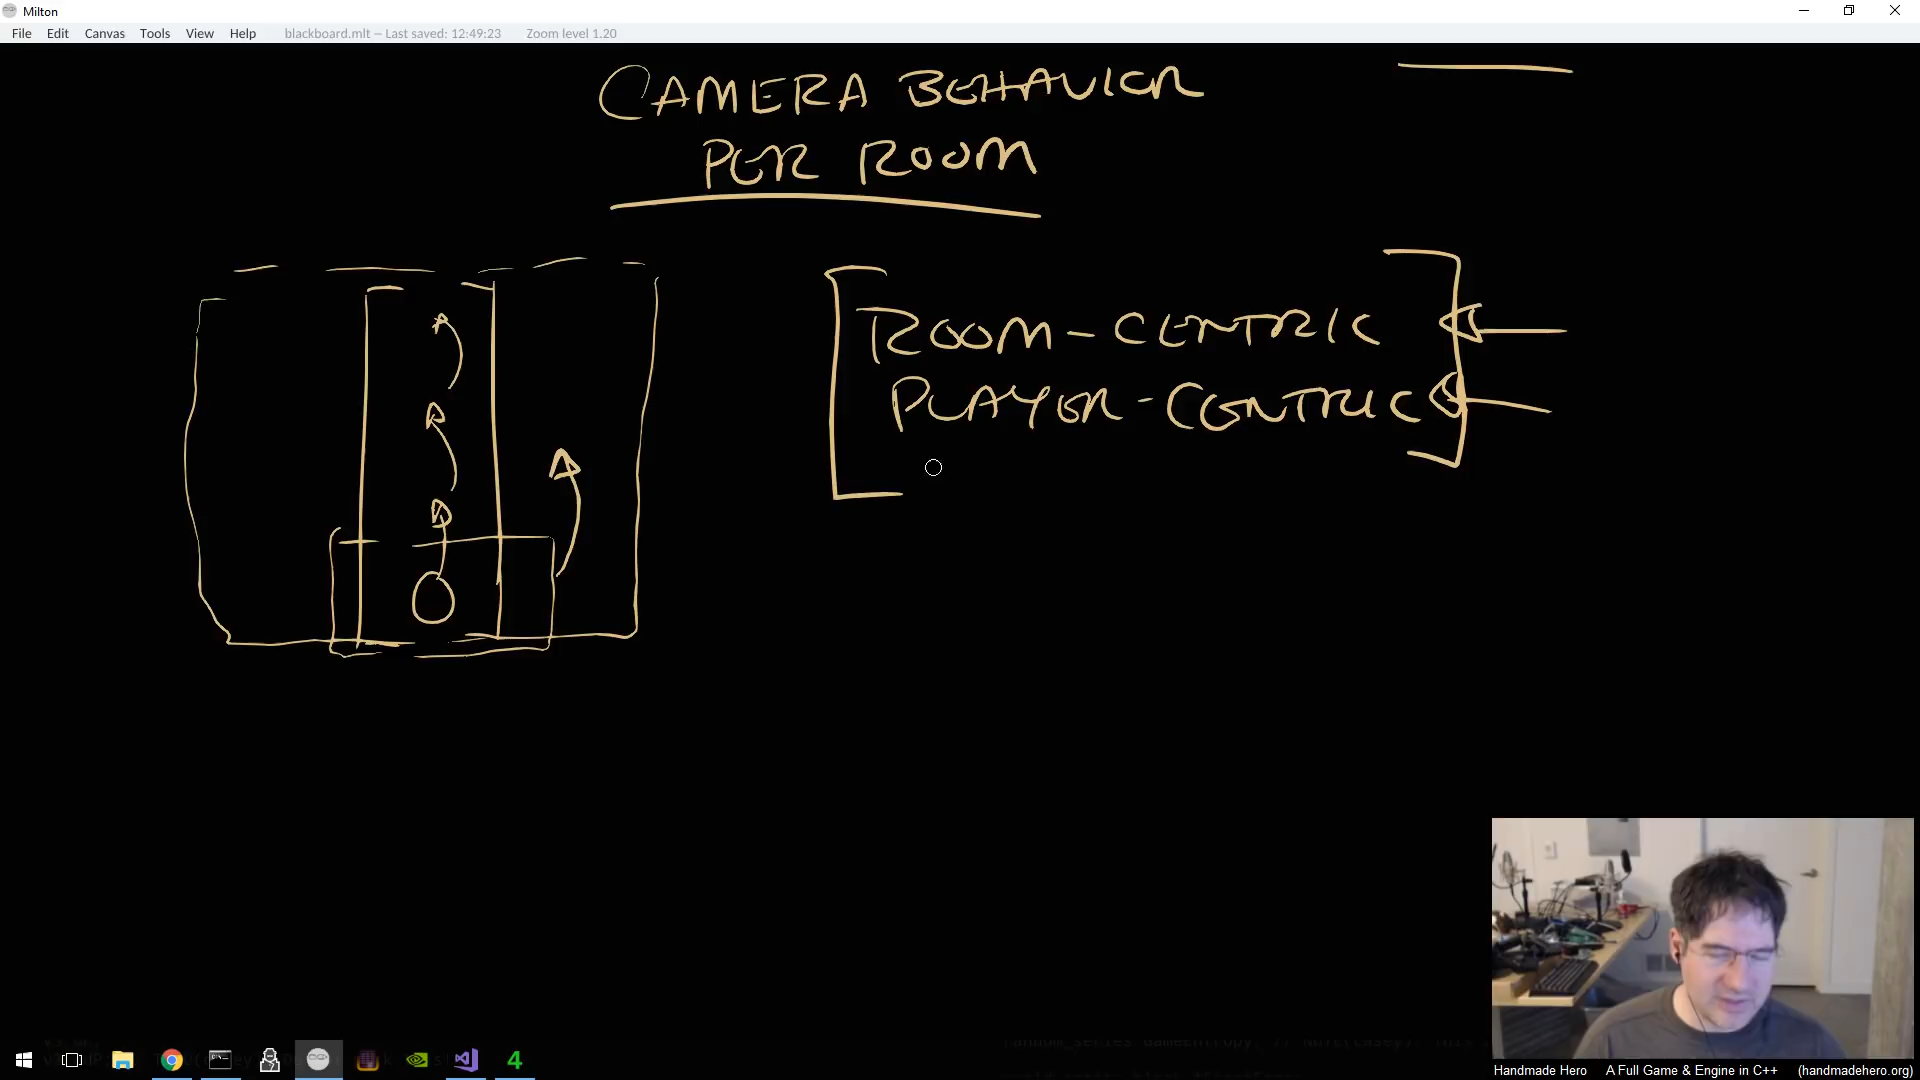 Milton
File Edit Canvas Tools View Help blackboard.mlt – Last saved: 12:49:23 Zoom level 1.20
CAMERA BEHAVIOR
PER ROOM
ROOM-CENTRIC
PLAYER-CENTRIC
4
Handmade Hero A Full Game & Engine in C++ (handmadehero.org)